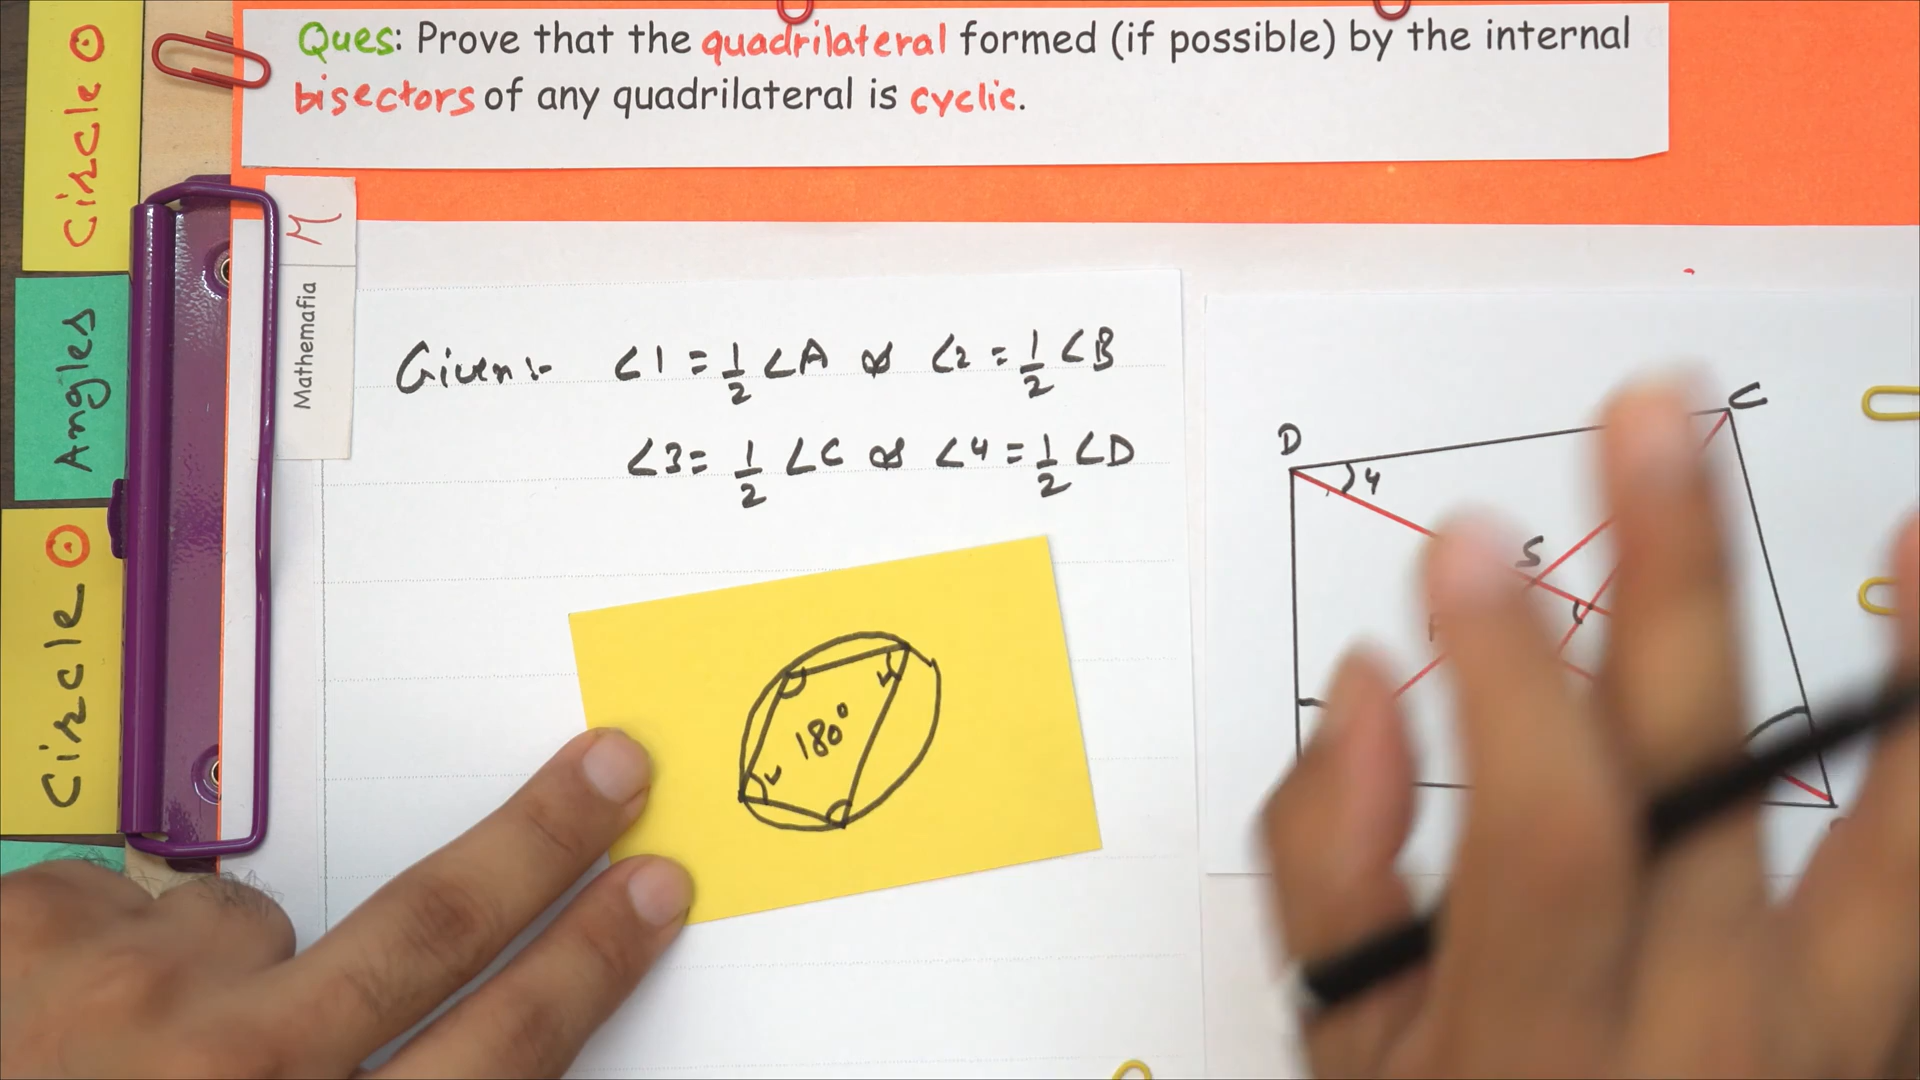 Ques: Prove that the quadrilateral formed (if possible) by the internal
bisectors of any quadrilateral is cyclic.
Circle
Angles
Circle
M
Mathemafia
Given:- ∠1 = 1/2 ∠A & ∠2 = 1/2 ∠B
∠3 = 1/2 ∠C & ∠4 = 1/2 ∠D
180°
D
C
4
S